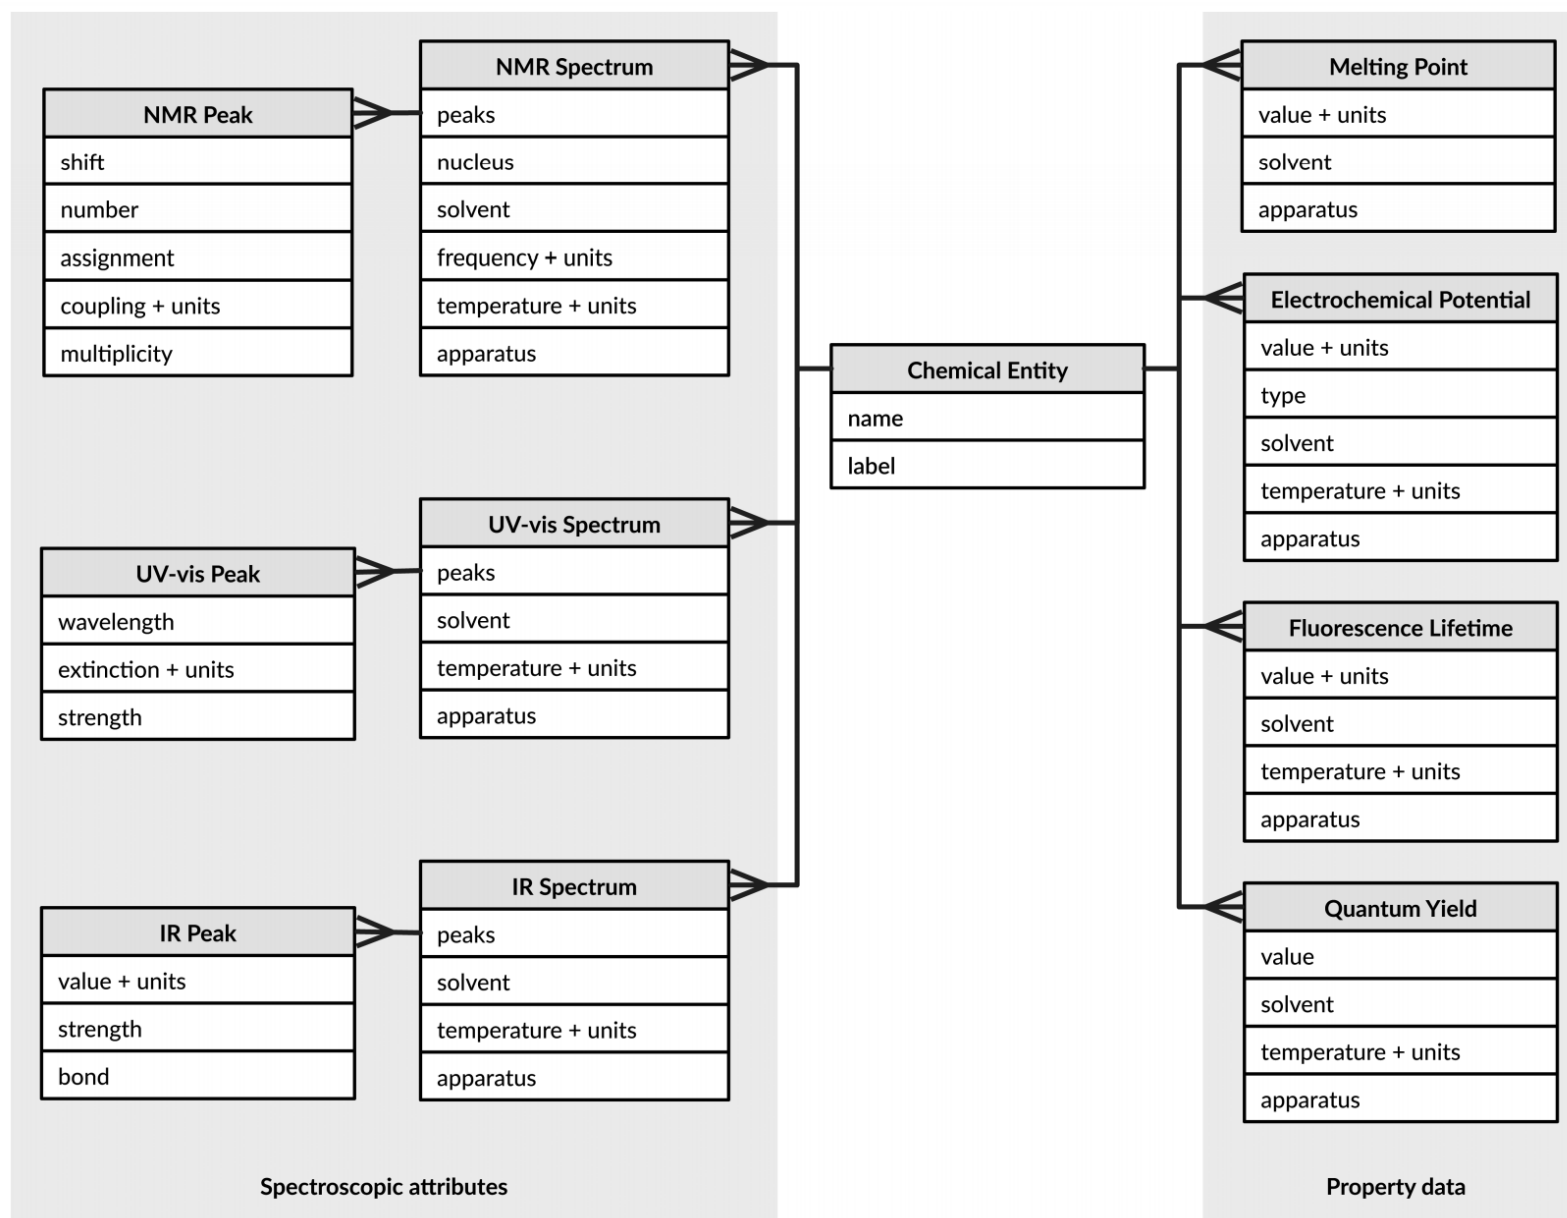 NMR Peak
shift
number
assignment
coupling + units
multiplicity
NMR Spectrum
peaks
nucleus
solvent
frequency + units
temperature + units
apparatus
UV-vis Peak
wavelength
extinction + units
strength
UV-vis Spectrum
peaks
solvent
temperature + units
apparatus
IR Peak
value + units
strength
bond
IR Spectrum
peaks
solvent
temperature + units
apparatus
Spectroscopic attributes
Chemical Entity
name
label
Melting Point
value + units
solvent
apparatus
Electrochemical Potential
value + units
type
solvent
temperature + units
apparatus
Fluorescence Lifetime
value + units
solvent
temperature + units
apparatus
Quantum Yield
value
solvent
temperature + units
apparatus
Property data